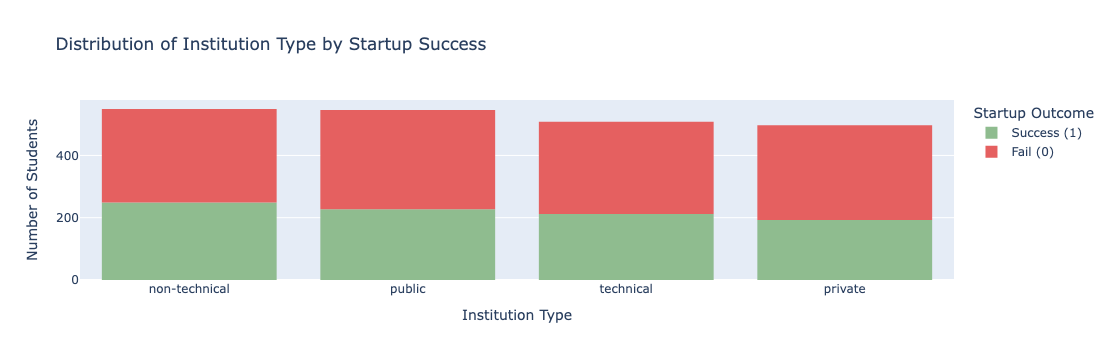 Distribution of Institution Type by Startup Success
Number of Students
400
200
0
non-technical
public
technical
private
Institution Type
Startup Outcome
Success (1)
Fail (0)